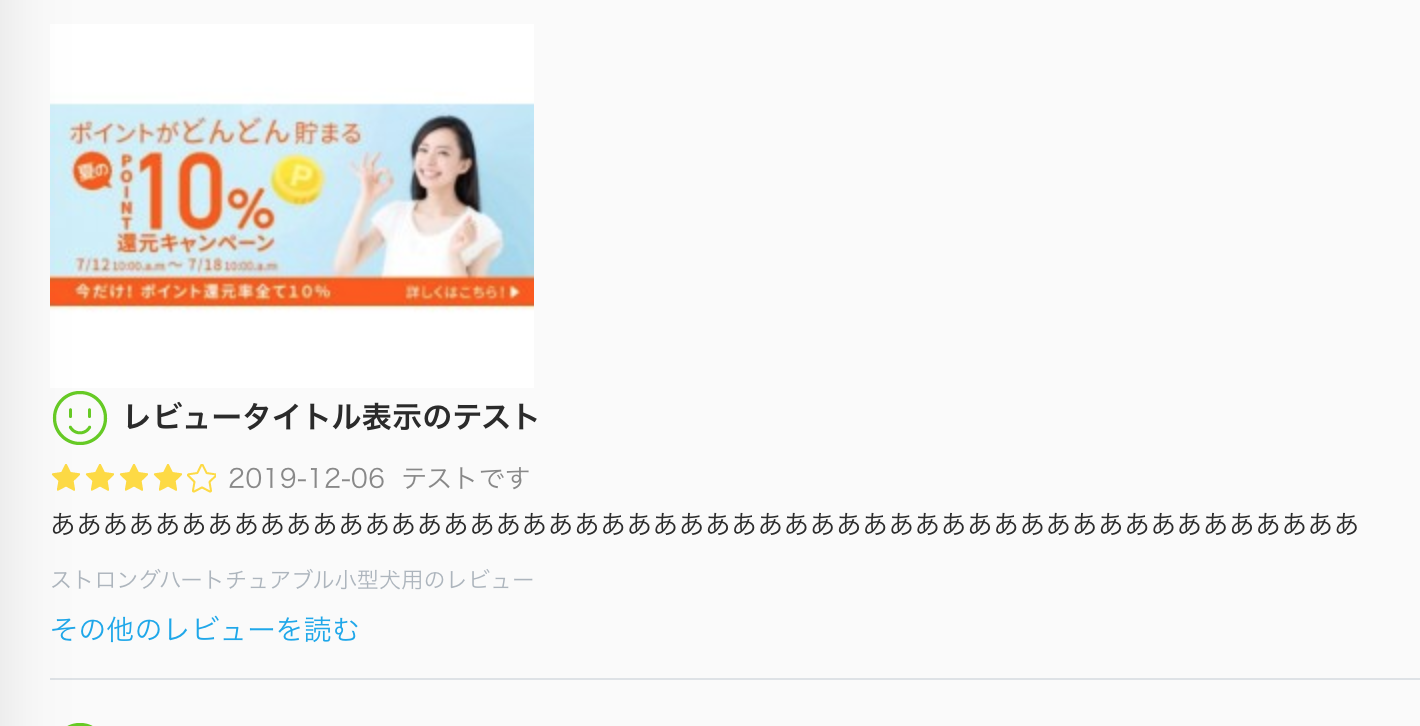 ポイントがどんどん貯まる
夏の
POINT
10%
P
還元キャンペーン
7/12 10:00.a.m ～ 7/18 10:00.a.m
今だけ! ポイント還元率全て10% 詳しくはこちら! ▶
レビュータイトル表示のテスト
2019-12-06 テストです
ああああああああああああああああああああああああああああああああああああああああああああああああああ
ストロングハートチュアブル小型犬用のレビュー
その他のレビューを読む